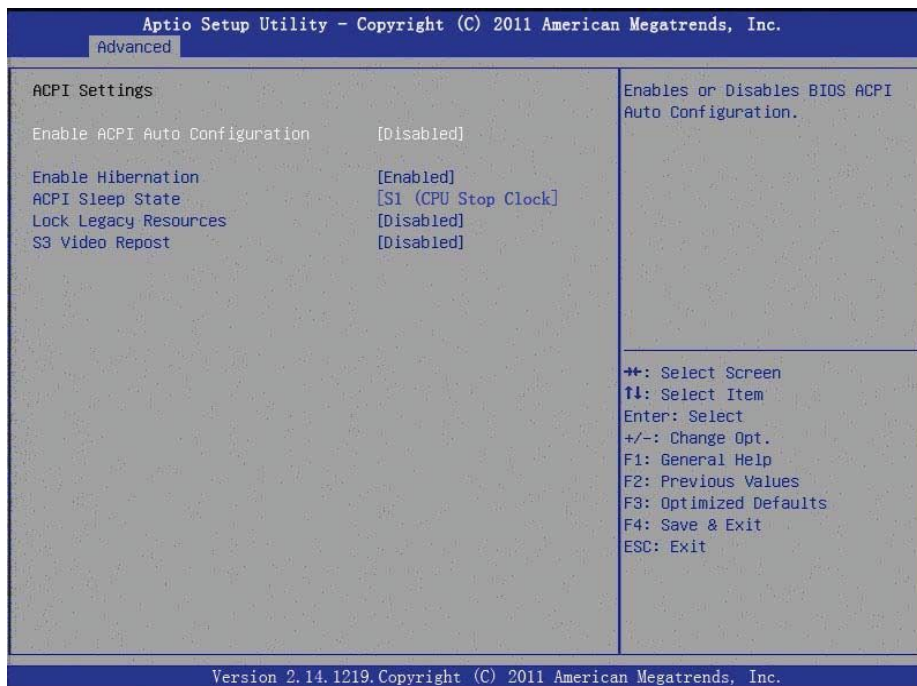 Aptio Setup Utility - Copyright (C) 2011 American Megatrends, Inc.
Advanced
ACPI Settings
Enable ACPI Auto Configuration [Disabled]
Enable Hibernation [Enabled]
ACPI Sleep State [S1 (CPU Stop Clock]
Lock Legacy Resources [Disabled]
S3 Video Repost [Disabled]
Enables or Disables BIOS ACPI
Auto Configuration.
→←: Select Screen
↑↓: Select Item
Enter: Select
+/-: Change Opt.
F1: General Help
F2: Previous Values
F3: Optimized Defaults
F4: Save & Exit
ESC: Exit
Version 2.14.1219.Copyright (C) 2011 American Megatrends, Inc.